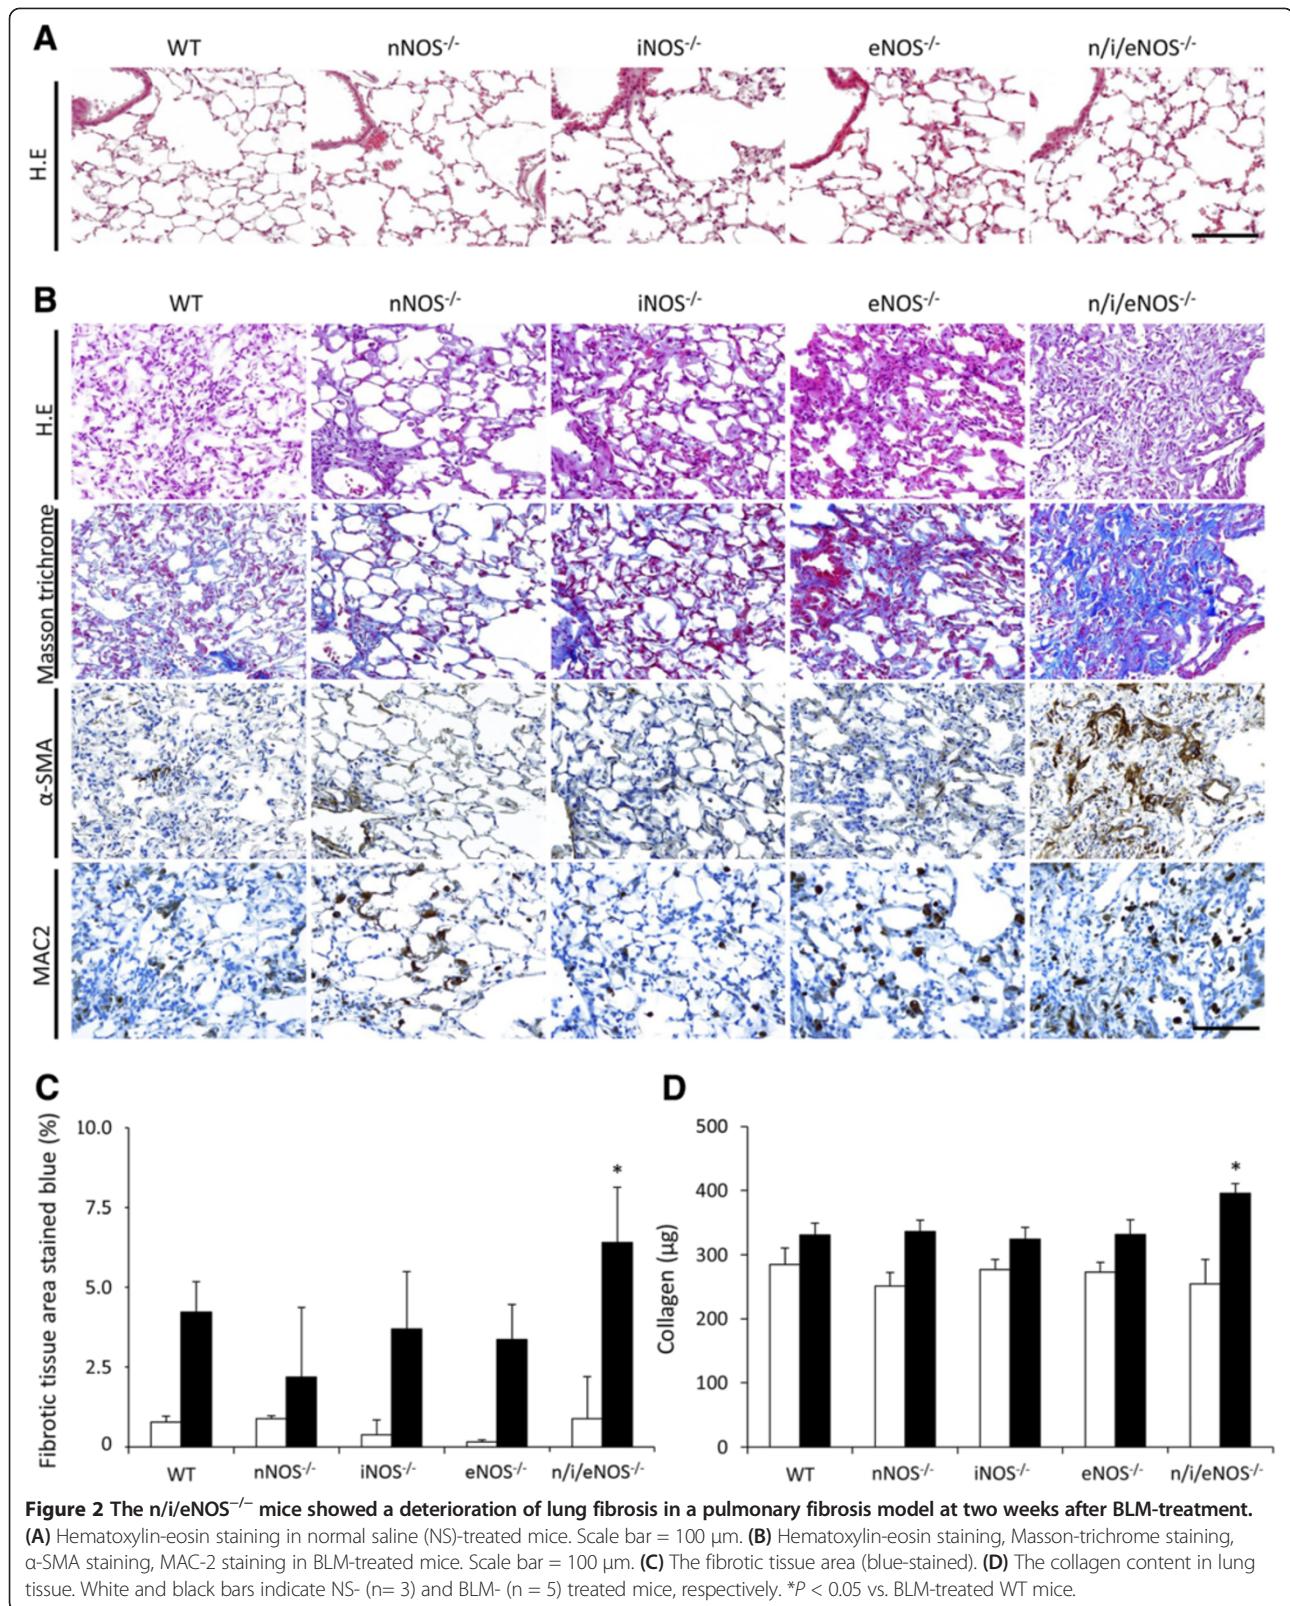 A
WT nNOS⁻/⁻ iNOS⁻/⁻ eNOS⁻/⁻ n/i/eNOS⁻/⁻
H.E
B
WT nNOS⁻/⁻ iNOS⁻/⁻ eNOS⁻/⁻ n/i/eNOS⁻/⁻
H.E
Masson trichrome
α-SMA
MAC2
C
Fibrotic tissue area stained blue (%)
10.0
7.5
5.0
2.5
0
*
WT nNOS⁻/⁻ iNOS⁻/⁻ eNOS⁻/⁻ n/i/eNOS⁻/⁻
D
Collagen (μg)
500
400
300
200
100
0
*
WT nNOS⁻/⁻ iNOS⁻/⁻ eNOS⁻/⁻ n/i/eNOS⁻/⁻
Figure 2 The n/i/eNOS⁻/⁻ mice showed a deterioration of lung fibrosis in a pulmonary fibrosis model at two weeks after BLM-treatment.
(A) Hematoxylin-eosin staining in normal saline (NS)-treated mice. Scale bar = 100 μm. (B) Hematoxylin-eosin staining, Masson-trichrome staining,
α-SMA staining, MAC-2 staining in BLM-treated mice. Scale bar = 100 μm. (C) The fibrotic tissue area (blue-stained). (D) The collagen content in lung
tissue. White and black bars indicate NS- (n= 3) and BLM- (n = 5) treated mice, respectively. *P < 0.05 vs. BLM-treated WT mice.